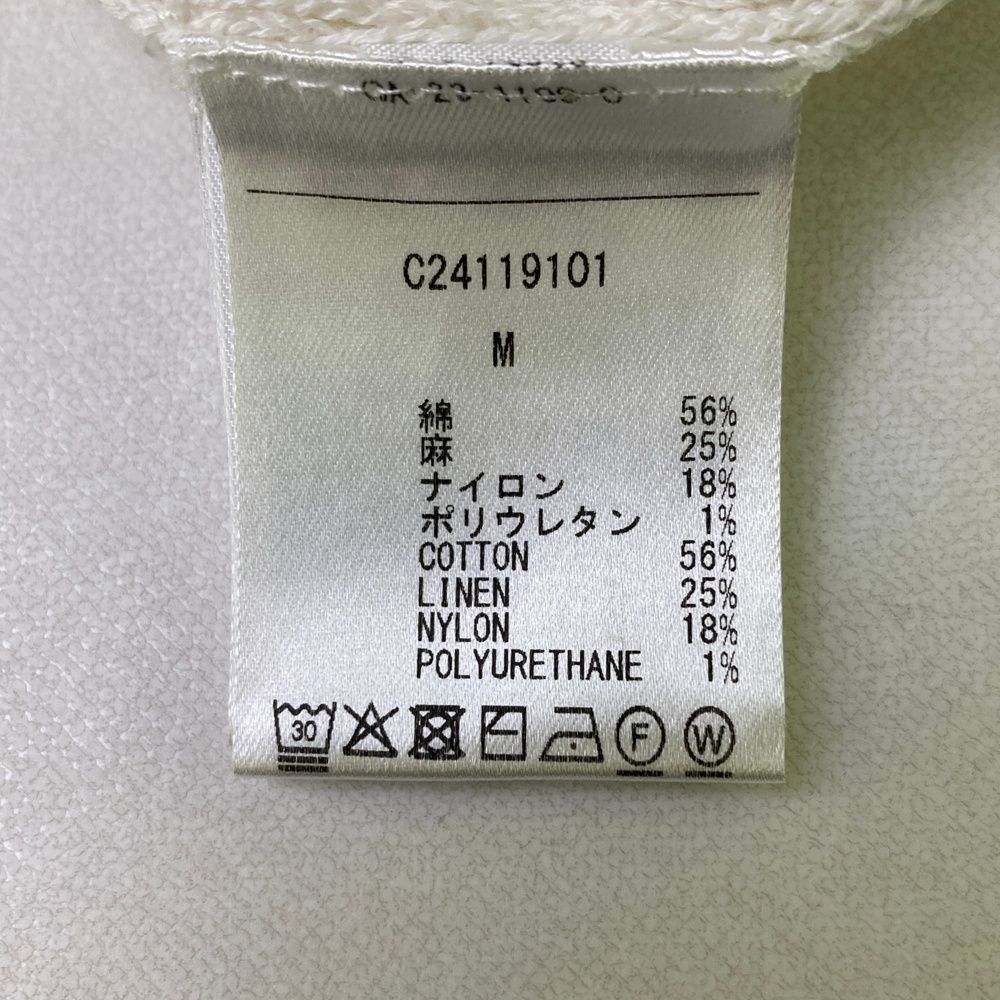 C24119101
M
綿 56%
麻 25%
ナイロン 18%
ポリウレタン 1%
COTTON 56%
LINEN 25%
NYLON 18%
POLYURETHANE 1%
30 F W